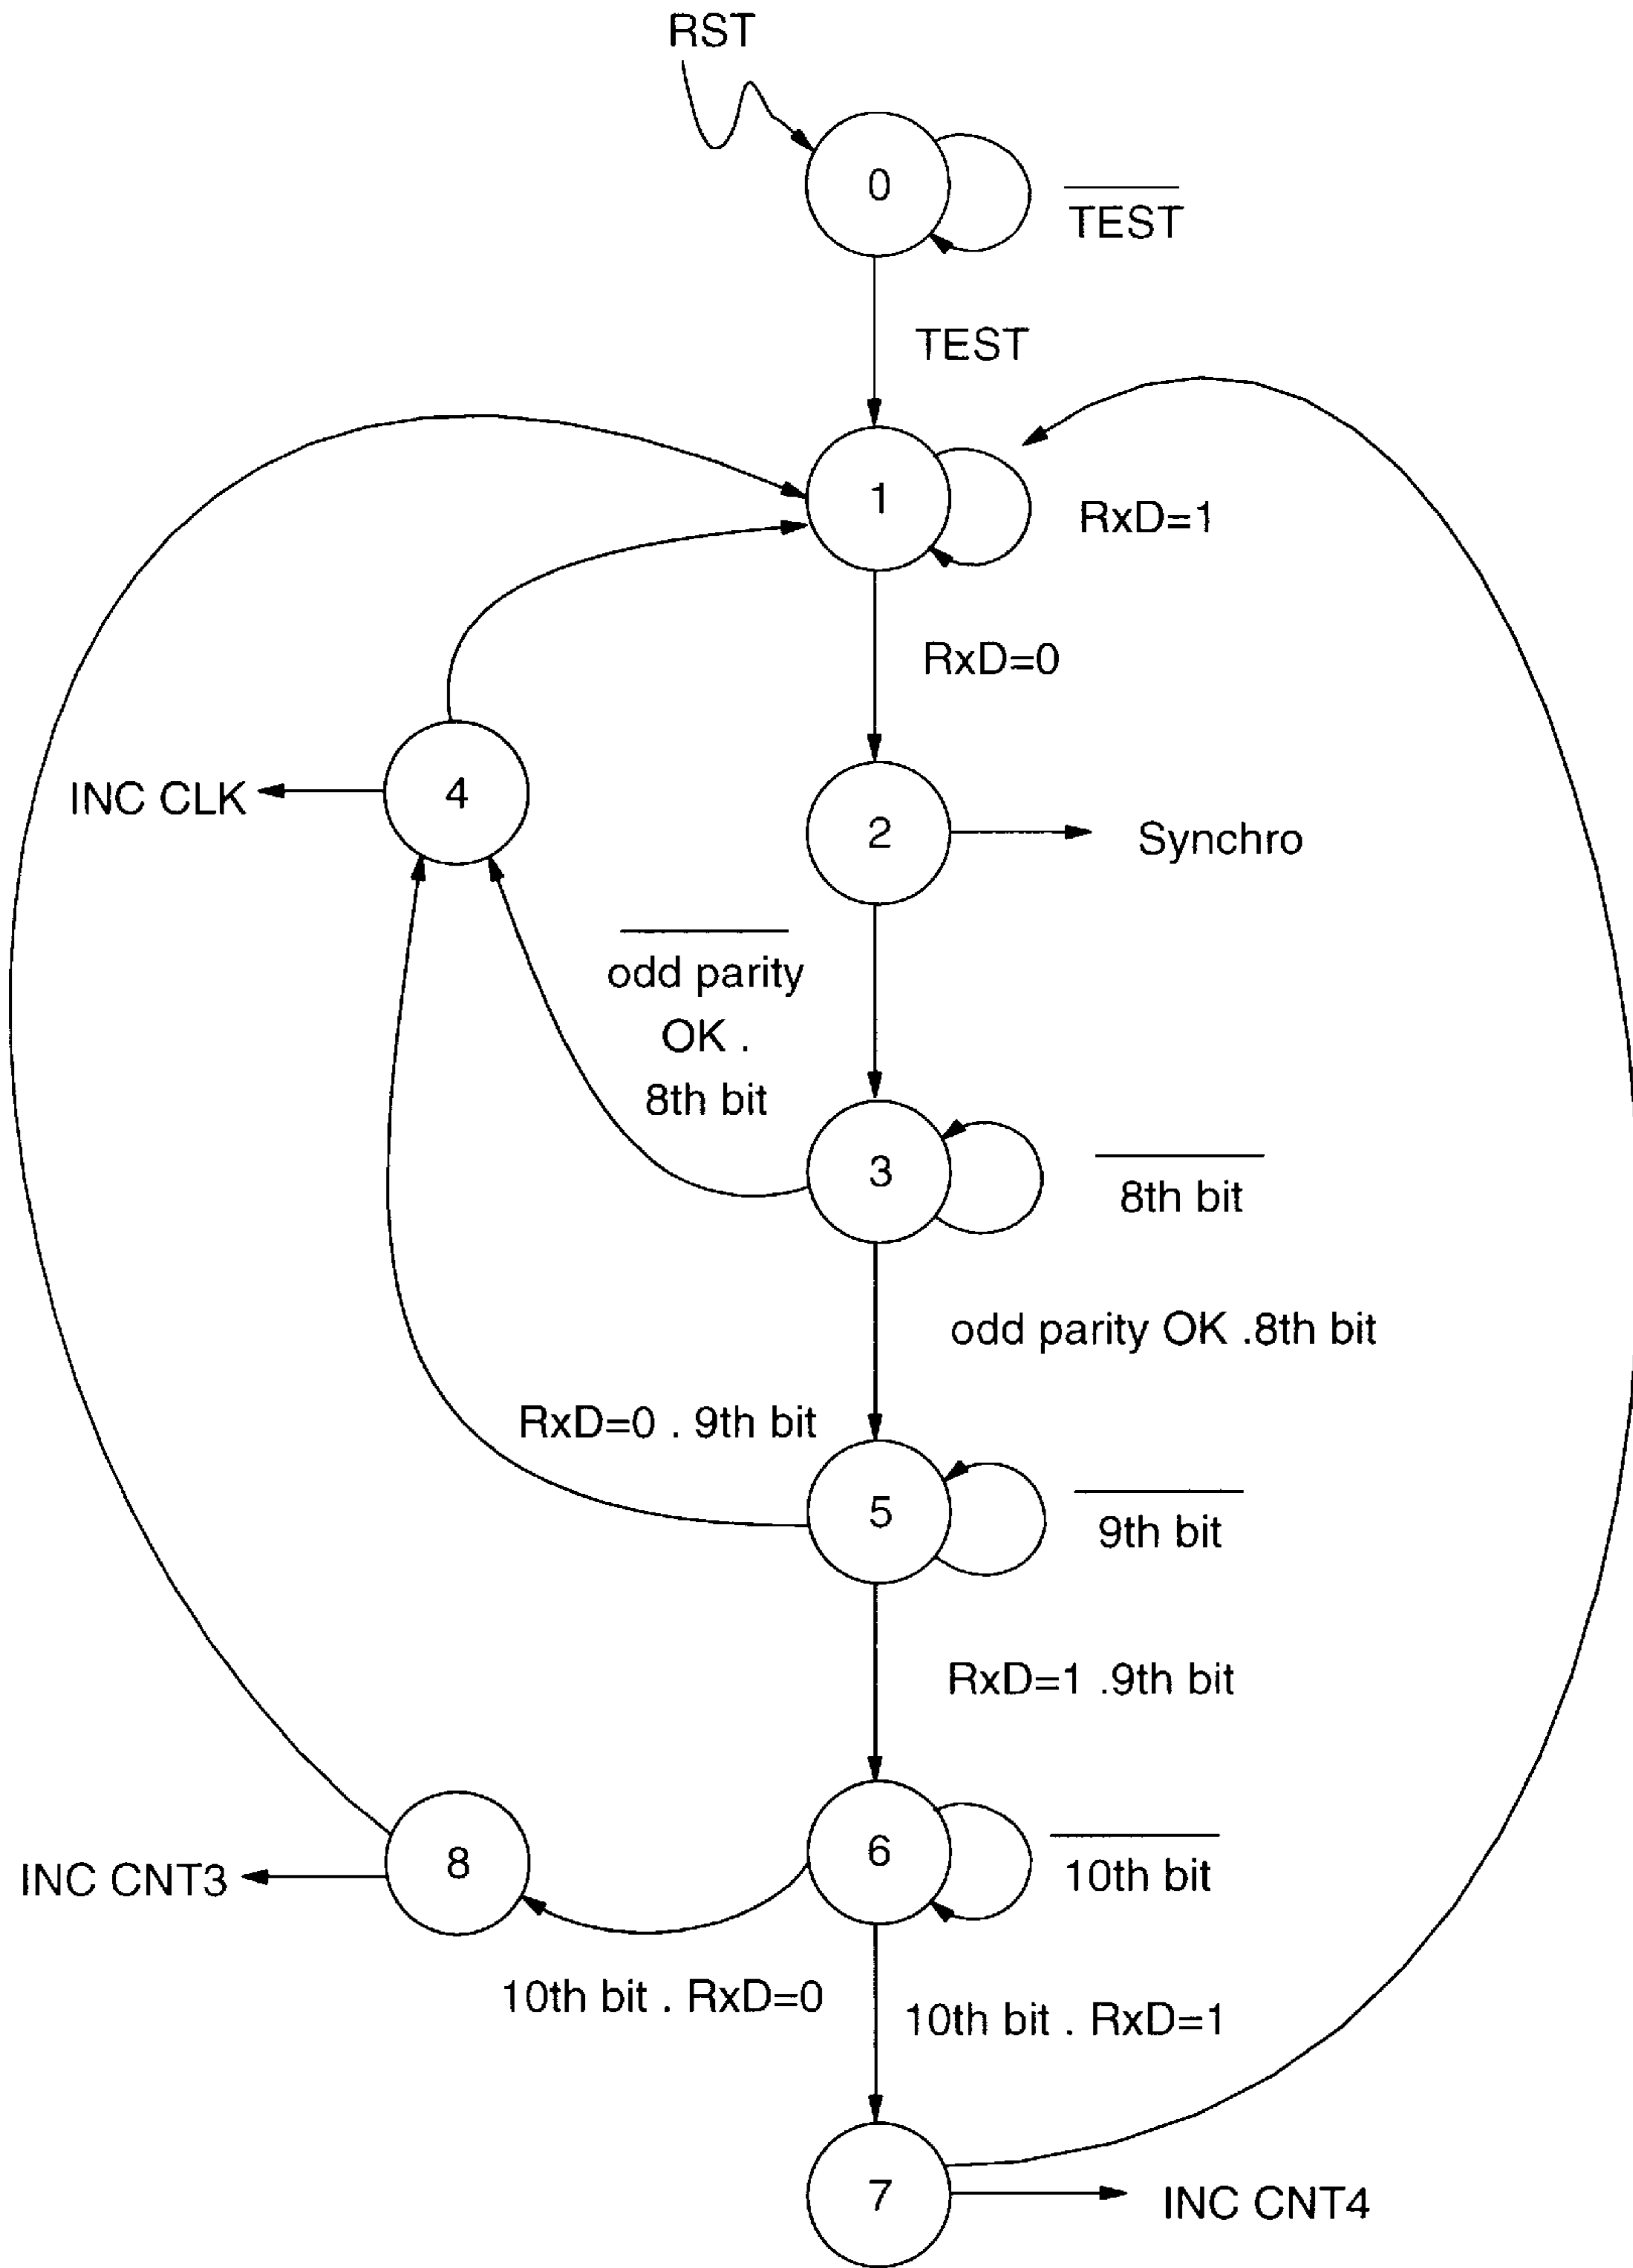 RST
0
TEST
TEST
1
RxD=1
RxD=0
4
INC CLK
2
Synchro
odd parity
OK .
8th bit
3
8th bit
odd parity OK .8th bit
RxD=0 . 9th bit
5
9th bit
RxD=1 .9th bit
6
10th bit
8
INC CNT3
10th bit . RxD=0
10th bit . RxD=1
7
INC CNT4